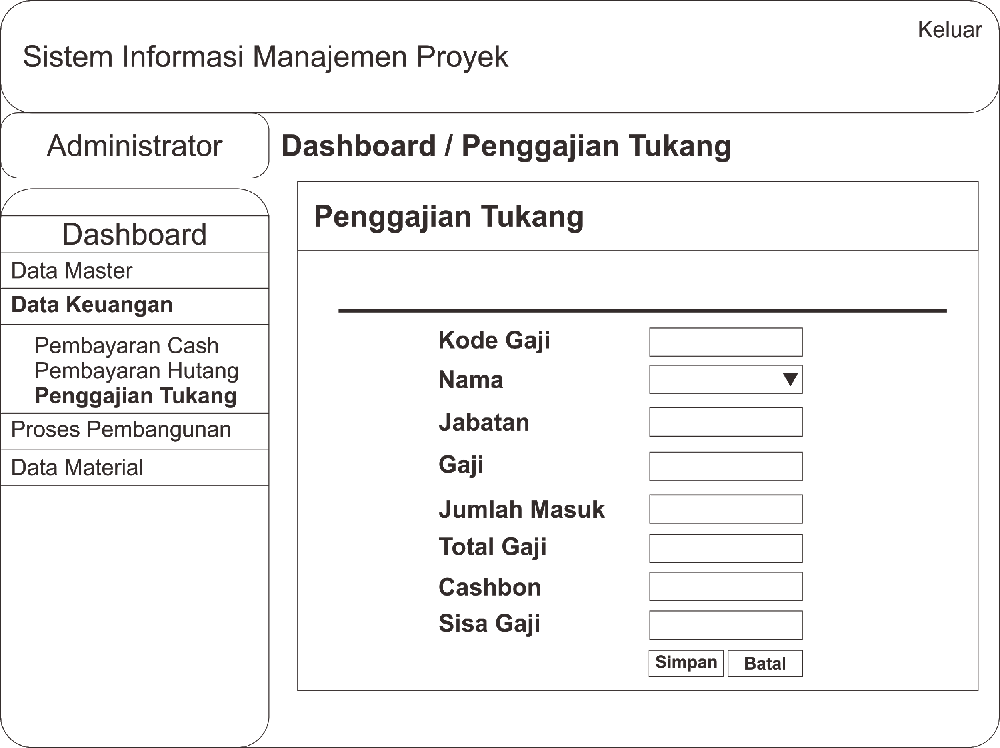 Keluar
Sistem Informasi Manajemen Proyek
Administrator
Dashboard / Penggajian Tukang
Dashboard
Data Master
Data Keuangan
Pembayaran Cash
Pembayaran Hutang
Penggajian Tukang
Proses Pembangunan
Data Material
Penggajian Tukang
Kode Gaji
Nama
Jabatan
Gaji
Jumlah Masuk
Total Gaji
Cashbon
Sisa Gaji
Simpan Batal